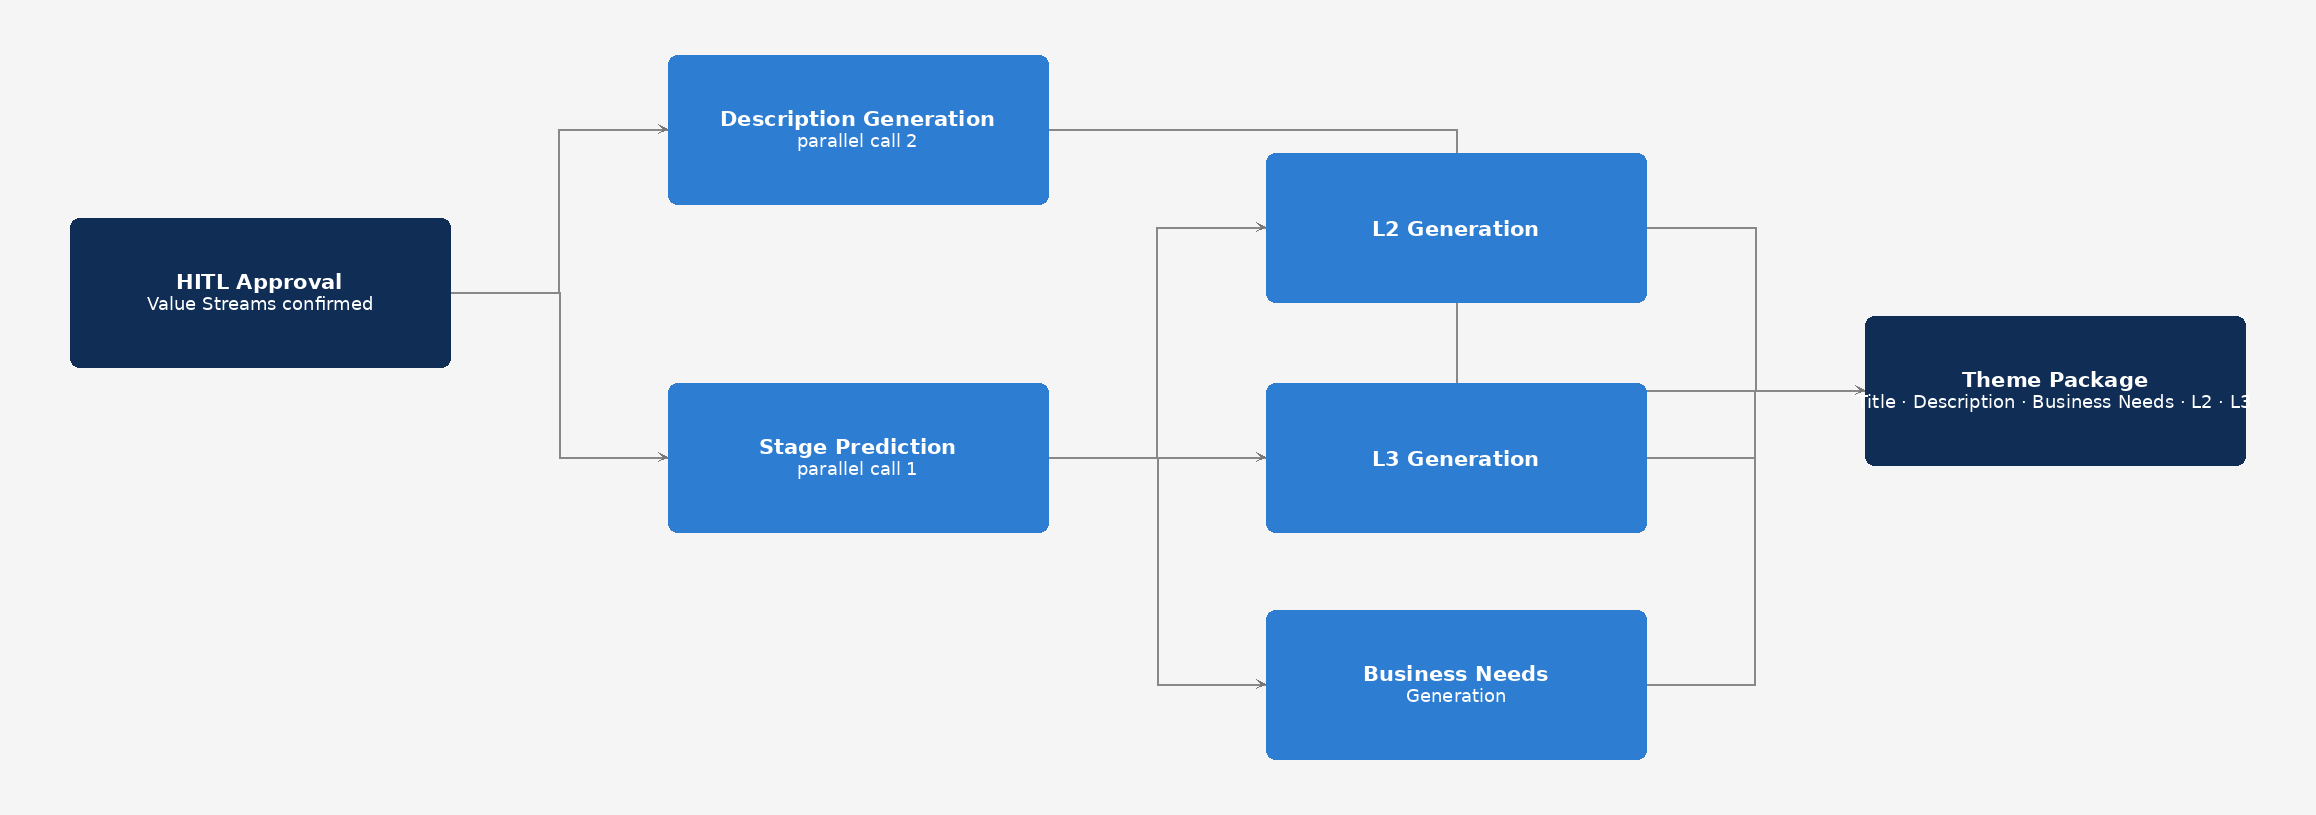 Description Generation
parallel call 2
HITL Approval
Value Streams confirmed
Stage Prediction
parallel call 1
L2 Generation
L3 Generation
Business Needs
Generation
Theme Package
Title · Description · Business Needs · L2 · L3